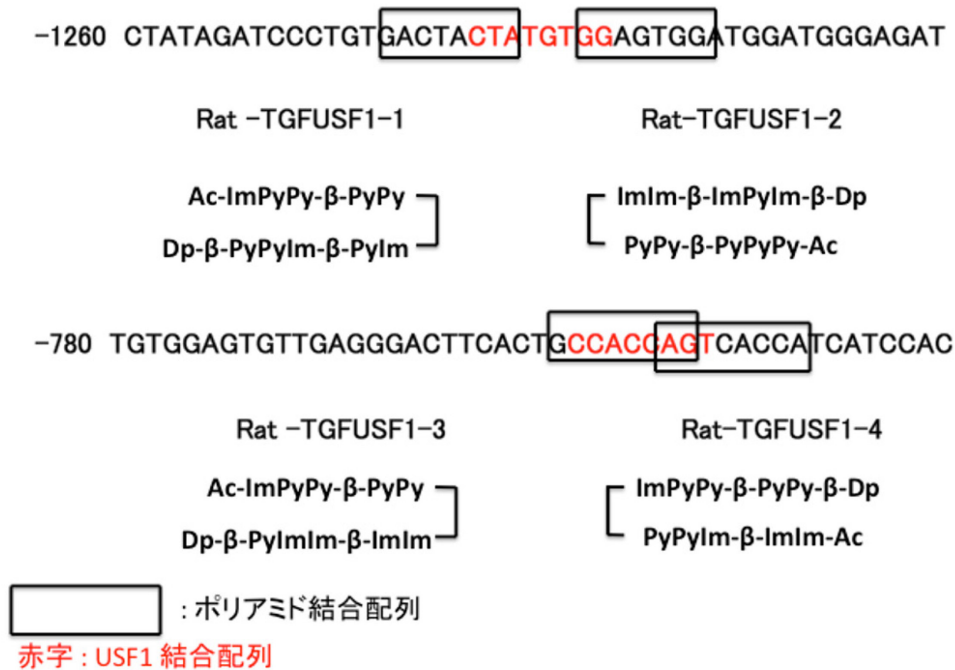 -1260 CTATAGATCCCTGTGACTACTATGTGGAGTGGATGGATGGGAGAT
Rat -TGFUSF1-1 Rat-TGFUSF1-2
Ac-ImPyPy-β-PyPy ImIm-β-ImPyIm-β-Dp
Dp-β-PyPyIm-β-PyIm PyPy-β-PyPyPy-Ac
-780 TGTGGAGTGTTGAGGGACTTCACTGCCACCAGTCACCATCATCCAC
Rat -TGFUSF1-3 Rat-TGFUSF1-4
Ac-ImPyPy-β-PyPy ImPyPy-β-PyPy-β-Dp
Dp-β-PyImIm-β-ImIm PyPyIm-β-ImIm-Ac
: ポリアミド結合配列
赤字 : USF1 結合配列